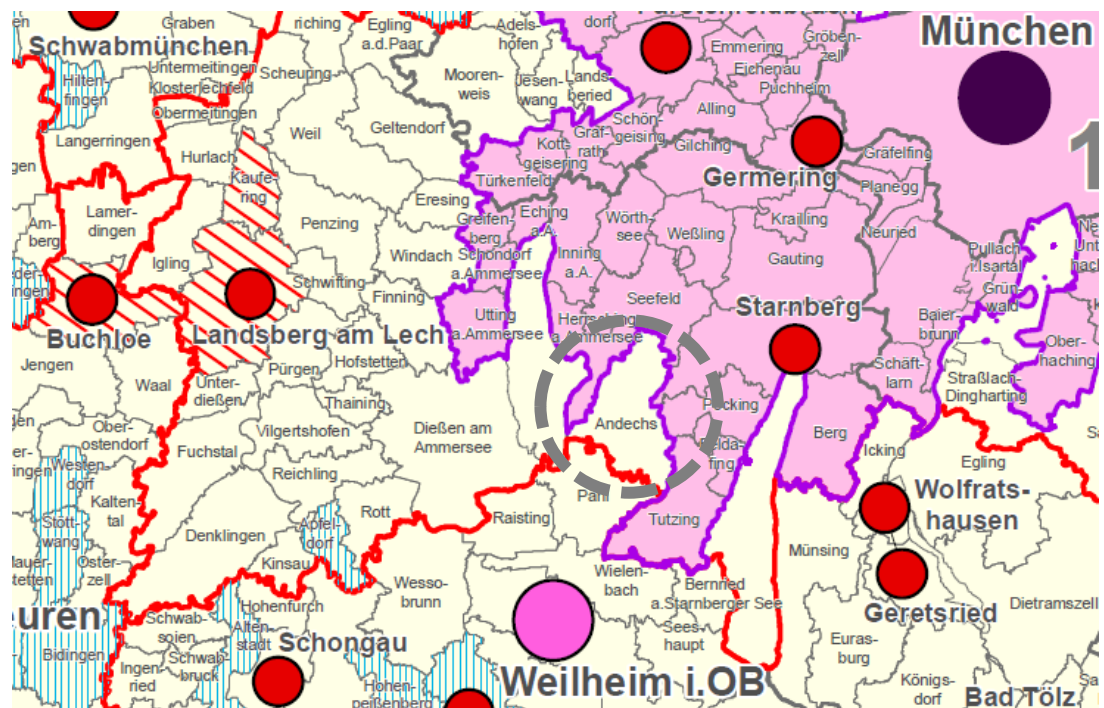 Graben
riching
Egling
a.d.Paar
Adels
hofen
dorf
Emmering
Gröben-
zell
München
Schwabmünchen
Untermeitingen
Klosterlechfeld
Scheuring
Mooren-
weis
Jesen-
wang
Lands-
beried
Eichenau
Puchheim
Hilten-
fingen
Obermeitingen
Alling
Langerringen
Weil
Geltendorf
Schön-
geising
Graf-
rath
Gilching
Gräfelfing
Hurlach
Kott-
geisering
Germering
Planegg
1
gen
Kaufe-
ring
Türkenfeld
Lamer-
dingen
Eresing
Am-
berg
Penzing
Greifen-
berg
Eching
a.A.
Wörth-
see
Weßling
Krailling
Neuried
Igling
Windach
Schondorf
a.Ammersee
Inning
a.A.
Gauting
Pullach
i.Isartal
Schwifting
Finning
Seefeld
Grün-
wald
Buchloe
Landsberg am Lech
Utting
a.Ammersee
Herrsching
a.Ammersee
Starnberg
Baier-
brunn
Ober-
haching
Jengen
Hofstetten
Pürgen
Schäft-
larn
Straßlach-
Dingharting
Waal
Unter-
dießen
Thaining
Pöcking
Andechs
Ober-
ostendorf
Vilgertshofen
Dießen am
Ammersee
Berg
Fuchstal
Feldа-
fing
Icking
Egling
Westen-
dorf
Reichling
Kalten-
tal
Pähl
Wolfrats-
hausen
Rott
Apfel-
dorf
Raisting
Tutzing
Stött-
wang
Denklingen
Münsing
Oster-
zell
Kinsau
Wesso-
brunn
Wielen-
bach
Bernried
a.Starnberger See
Geretsried
Dietramszell
uren
Schwab-
soien
Hohenfurch
Alten-
stadt
Schongau
Sees-
haupt
Euras-
burg
Bidingen
Ingen-
ried
Schwab-
bruck
Hohen-
peißenberg
Weilheim i.OB
Königs-
dorf
Bad Tölz